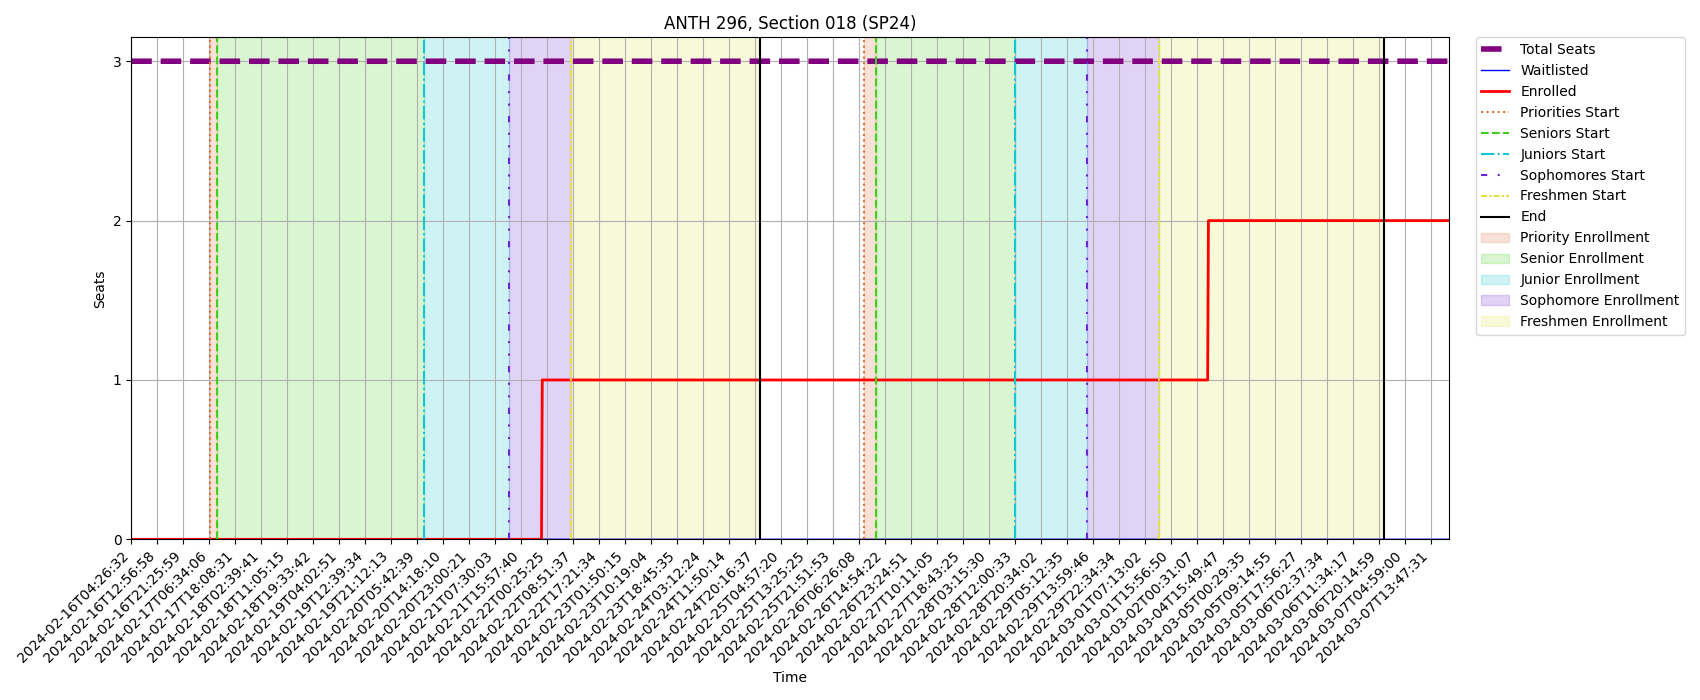 ANTH 296, Section 018 (SP24)
Seats
3
2
1
0
2024-02-16T04:26:32
2024-02-16T12:56:58
2024-02-16T21:25:59
2024-02-17T06:34:06
2024-02-17T18:08:31
2024-02-18T02:39:41
2024-02-18T11:05:15
2024-02-18T19:33:42
2024-02-19T04:02:51
2024-02-19T12:39:34
2024-02-19T21:12:13
2024-02-20T05:42:39
2024-02-20T14:18:10
2024-02-20T23:00:21
2024-02-21T07:30:03
2024-02-21T15:57:40
2024-02-22T00:25:25
2024-02-22T08:51:37
2024-02-22T17:21:34
2024-02-23T01:50:15
2024-02-23T10:19:04
2024-02-23T18:45:35
2024-02-24T03:12:24
2024-02-24T11:50:14
2024-02-24T20:16:37
2024-02-25T04:57:20
2024-02-25T13:25:25
2024-02-25T21:51:53
2024-02-26T06:26:08
2024-02-26T14:54:22
2024-02-26T23:24:51
2024-02-27T10:11:05
2024-02-27T18:43:25
2024-02-28T03:15:30
2024-02-28T12:00:33
2024-02-28T20:34:02
2024-02-29T05:12:35
2024-02-29T13:59:46
2024-02-29T22:34:34
2024-03-01T07:13:02
2024-03-01T15:56:50
2024-03-02T00:31:07
2024-03-04T15:49:47
2024-03-05T00:29:35
2024-03-05T09:14:55
2024-03-05T17:56:27
2024-03-06T02:37:34
2024-03-06T11:34:17
2024-03-06T20:14:59
2024-03-07T04:59:00
2024-03-07T13:47:31
Time
Total Seats
Waitlisted
Enrolled
Priorities Start
Seniors Start
Juniors Start
Sophomores Start
Freshmen Start
End
Priority Enrollment
Senior Enrollment
Junior Enrollment
Sophomore Enrollment
Freshmen Enrollment